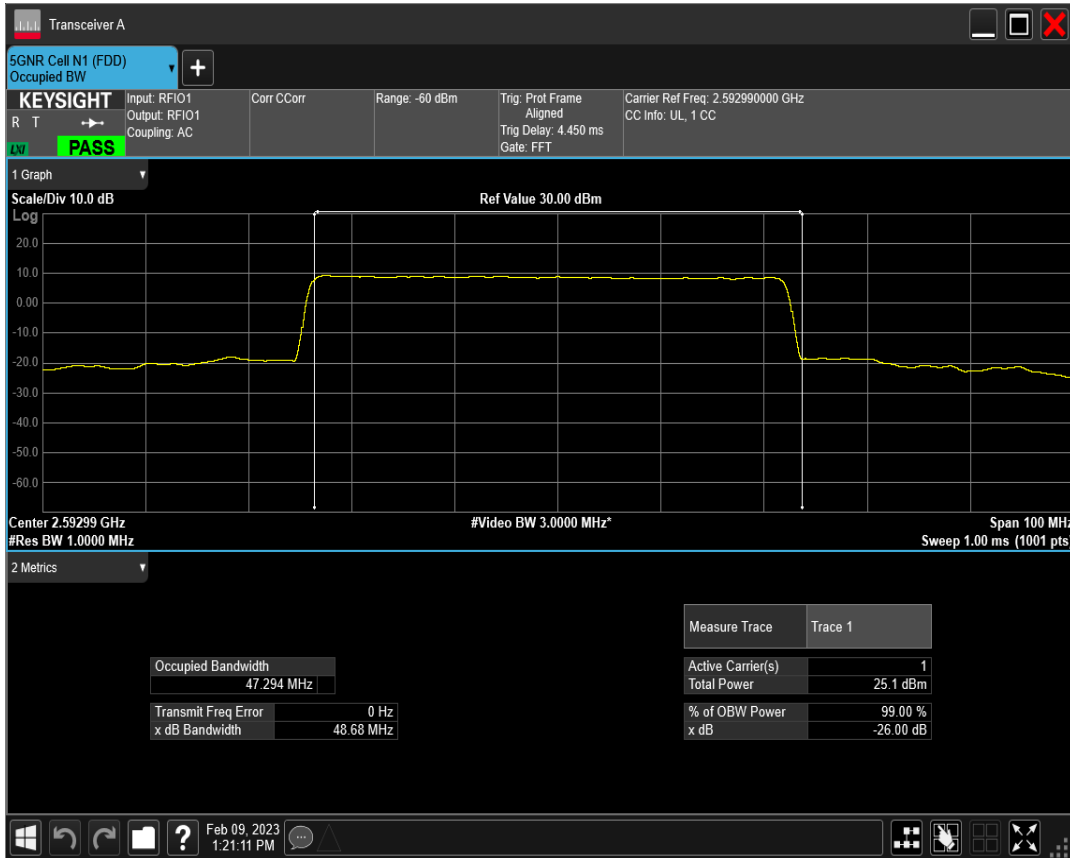 Transceiver A
5GNR Cell N1 (FDD)
Occupied BW
+
KEYSIGHT
R T
LXI
PASS
Input: RFIO1
Output: RFIO1
Coupling: AC
Corr CCorr
Range: -60 dBm
Trig: Prot Frame
Aligned
Trig Delay: 4.450 ms
Gate: FFT
Carrier Ref Freq: 2.592990000 GHz
CC Info: UL, 1 CC
1 Graph
Scale/Div 10.0 dB
Ref Value 30.00 dBm
Log
20.0
10.0
0.00
-10.0
-20.0
-30.0
-40.0
-50.0
-60.0
Center 2.59299 GHz
#Video BW 3.0000 MHz*
Span 100 MHz
#Res BW 1.0000 MHz
Sweep 1.00 ms (1001 pts)
2 Metrics
Measure Trace Trace 1
Occupied Bandwidth
47.294 MHz
Active Carrier(s) 1
Total Power 25.1 dBm
Transmit Freq Error 0 Hz
x dB Bandwidth 48.68 MHz
% of OBW Power 99.00 %
x dB -26.00 dB
?
Feb 09, 2023
1:21:11 PM